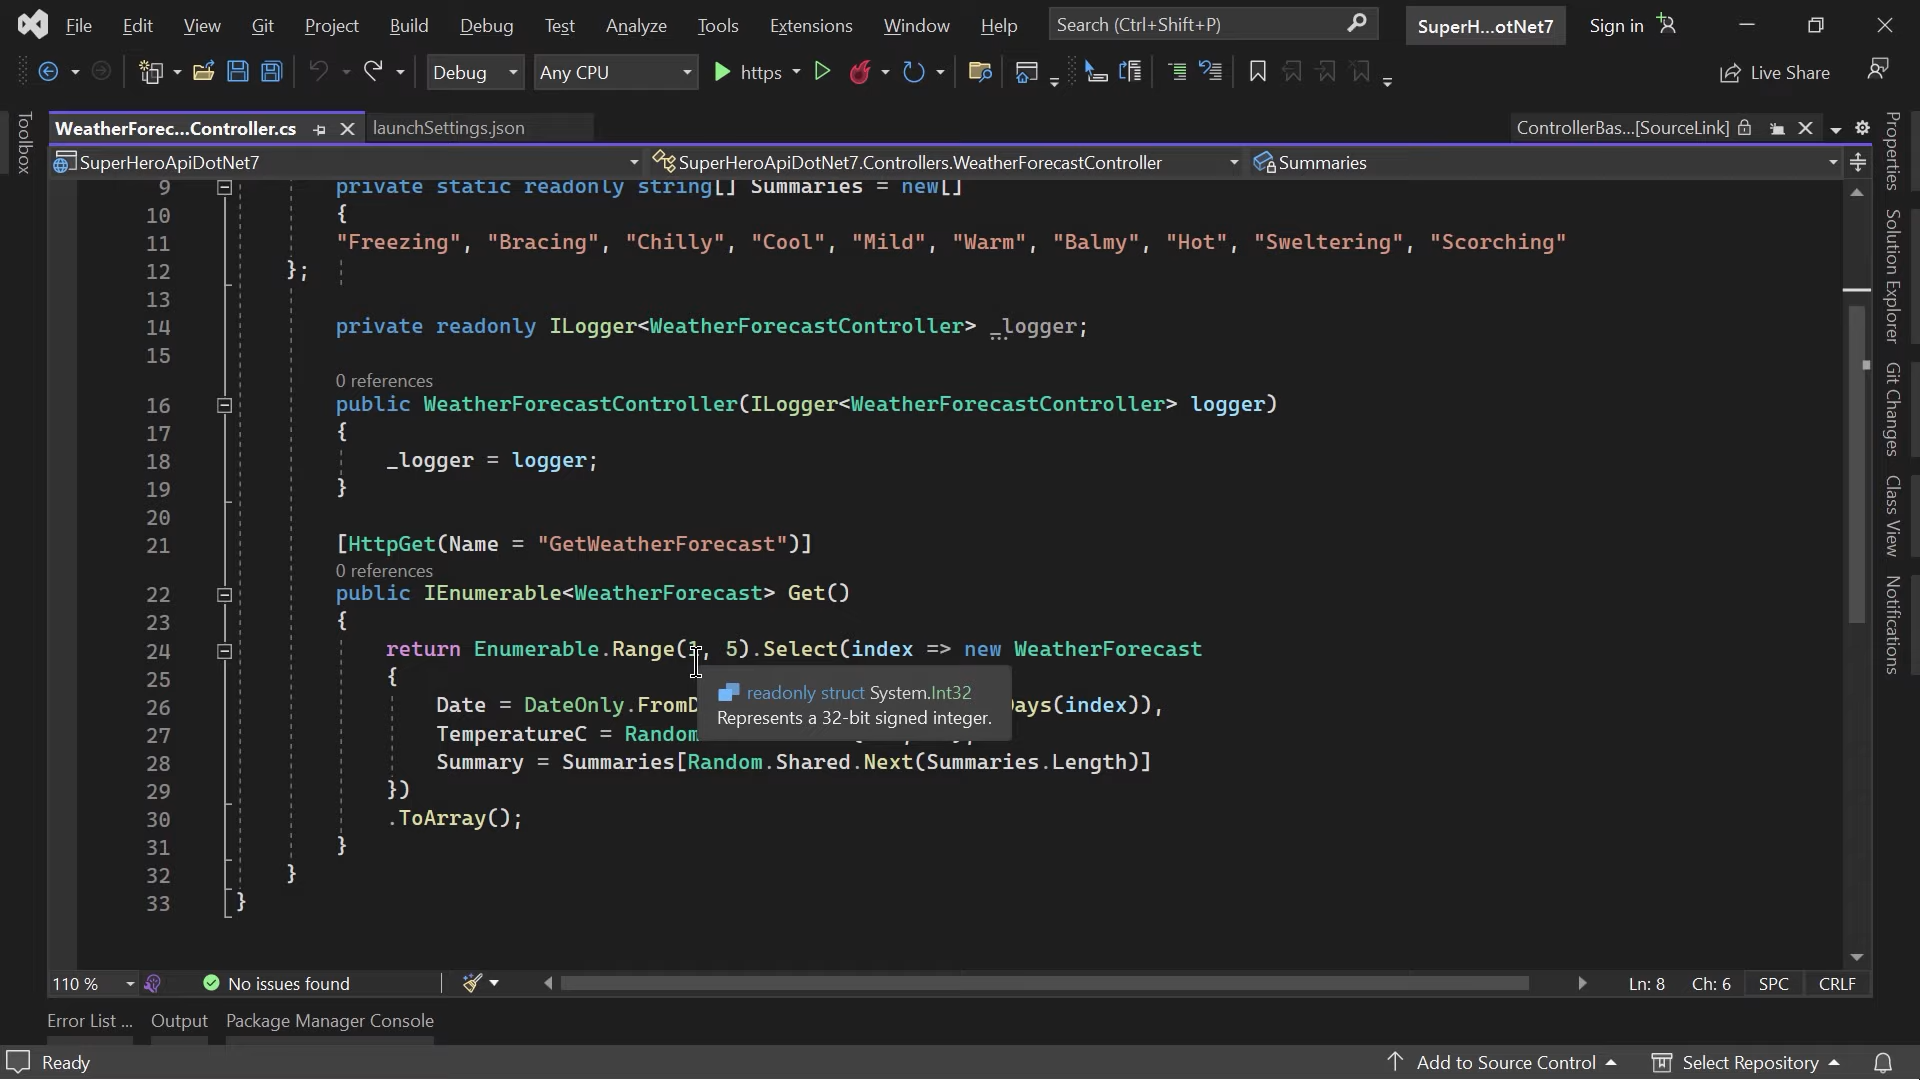 File Edit View Git Project Build Debug Test Analyze Tools Extensions Window Help Search (Ctrl+Shift+P) SuperH...otNet7 Sign in
Debug Any CPU https Live Share
WeatherForec...Controller.cs launchSettings.json ControllerBas...[SourceLink]
SuperHeroApiDotNet7 SuperHeroApiDotNet7.Controllers.WeatherForecastController Summaries
9 private static readonly string[] Summaries = new[]
10 {
11 "Freezing", "Bracing", "Chilly", "Cool", "Mild", "Warm", "Balmy", "Hot", "Sweltering", "Scorching"
12 };
13
14 private readonly ILogger<WeatherForecastController> _logger;
15
0 references
16 public WeatherForecastController(ILogger<WeatherForecastController> logger)
17 {
18 _logger = logger;
19 }
20
21 [HttpGet(Name = "GetWeatherForecast")]
0 references
22 public IEnumerable<WeatherForecast> Get()
23 {
24 return Enumerable.Range(1, 5).Select(index => new WeatherForecast
25 {
readonly struct System.Int32
Represents a 32-bit signed integer.
26 Date = DateOnly.FromD ays(index)),
27 TemperatureC = Random
28 Summary = Summaries[Random.Shared.Next(Summaries.Length)]
29 })
30 .ToArray();
31 }
32 }
33 }
110 % No issues found Ln: 8 Ch: 6 SPC CRLF
Error List ... Output Package Manager Console
Ready Add to Source Control Select Repository
Toolbox
Properties
Solution Explorer
Git Changes
Class View
Notifications